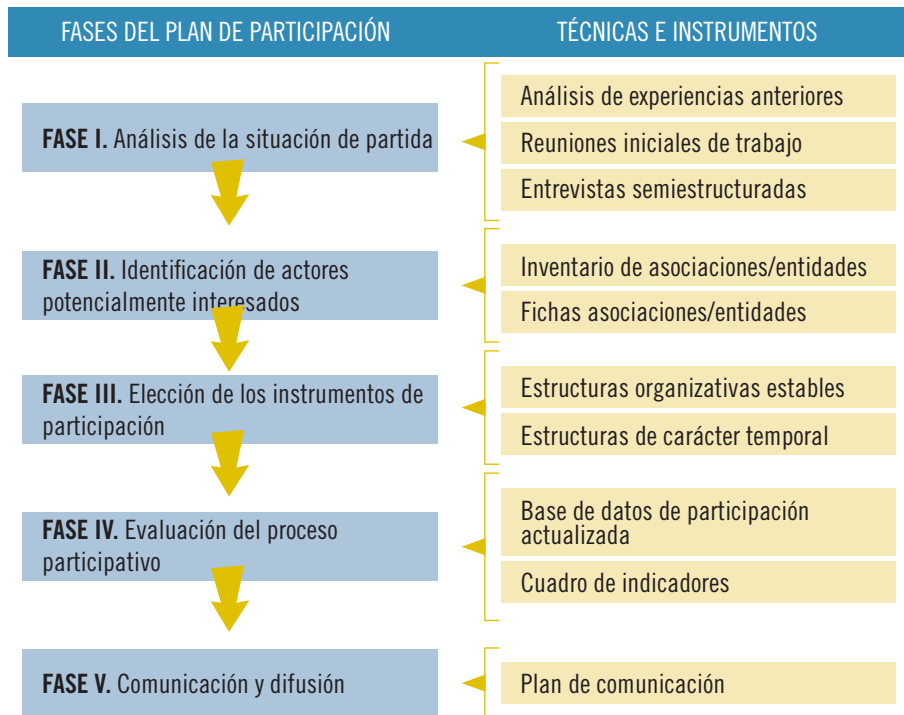 FASES DEL PLAN DE PARTICIPACIÓN
TÉCNICAS E INSTRUMENTOS
FASE I. Análisis de la situación de partida
Análisis de experiencias anteriores
Reuniones iniciales de trabajo
Entrevistas semiestructuradas
FASE II. Identificación de actores
potencialmente interesados
Inventario de asociaciones/entidades
Fichas asociaciones/entidades
FASE III. Elección de los instrumentos de
participación
Estructuras organizativas estables
Estructuras de carácter temporal
FASE IV. Evaluación del proceso
participativo
Base de datos de participación
actualizada
Cuadro de indicadores
FASE V. Comunicación y difusión
Plan de comunicación